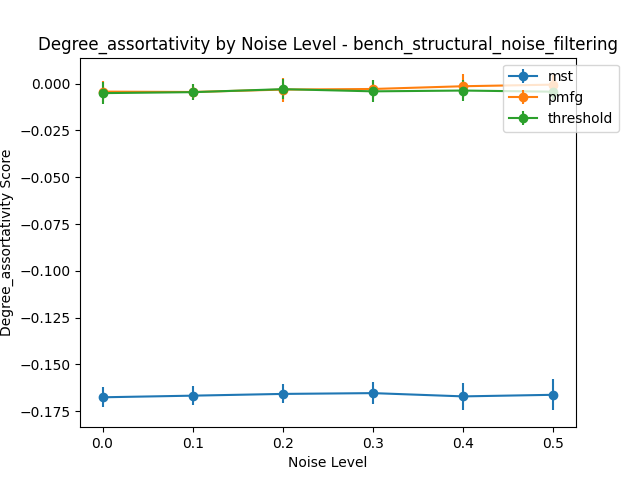 Degree_assortativity by Noise Level - bench_structural_noise_filtering
mst
pmfg
threshold
Degree_assortativity Score
0.000
−0.025
−0.050
−0.075
−0.100
−0.125
−0.150
−0.175
0.0 0.1 0.2 0.3 0.4 0.5
Noise Level